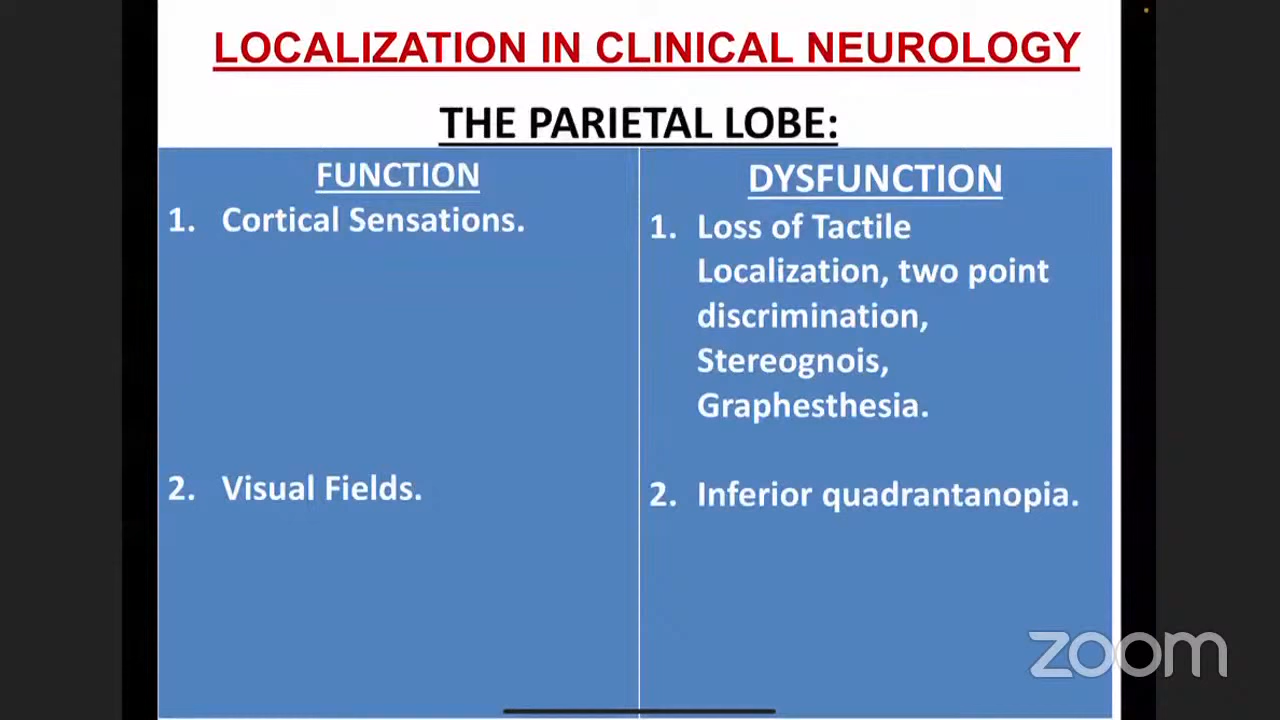 LOCALIZATION IN CLINICAL NEUROLOGY
THE PARIETAL LOBE:
FUNCTION
1. Cortical Sensations.
2. Visual Fields.
DYSFUNCTION
1. Loss of Tactile
Localization, two point
discrimination,
Stereognois,
Graphesthesia.
2. Inferior quadrantanopia.
zoom